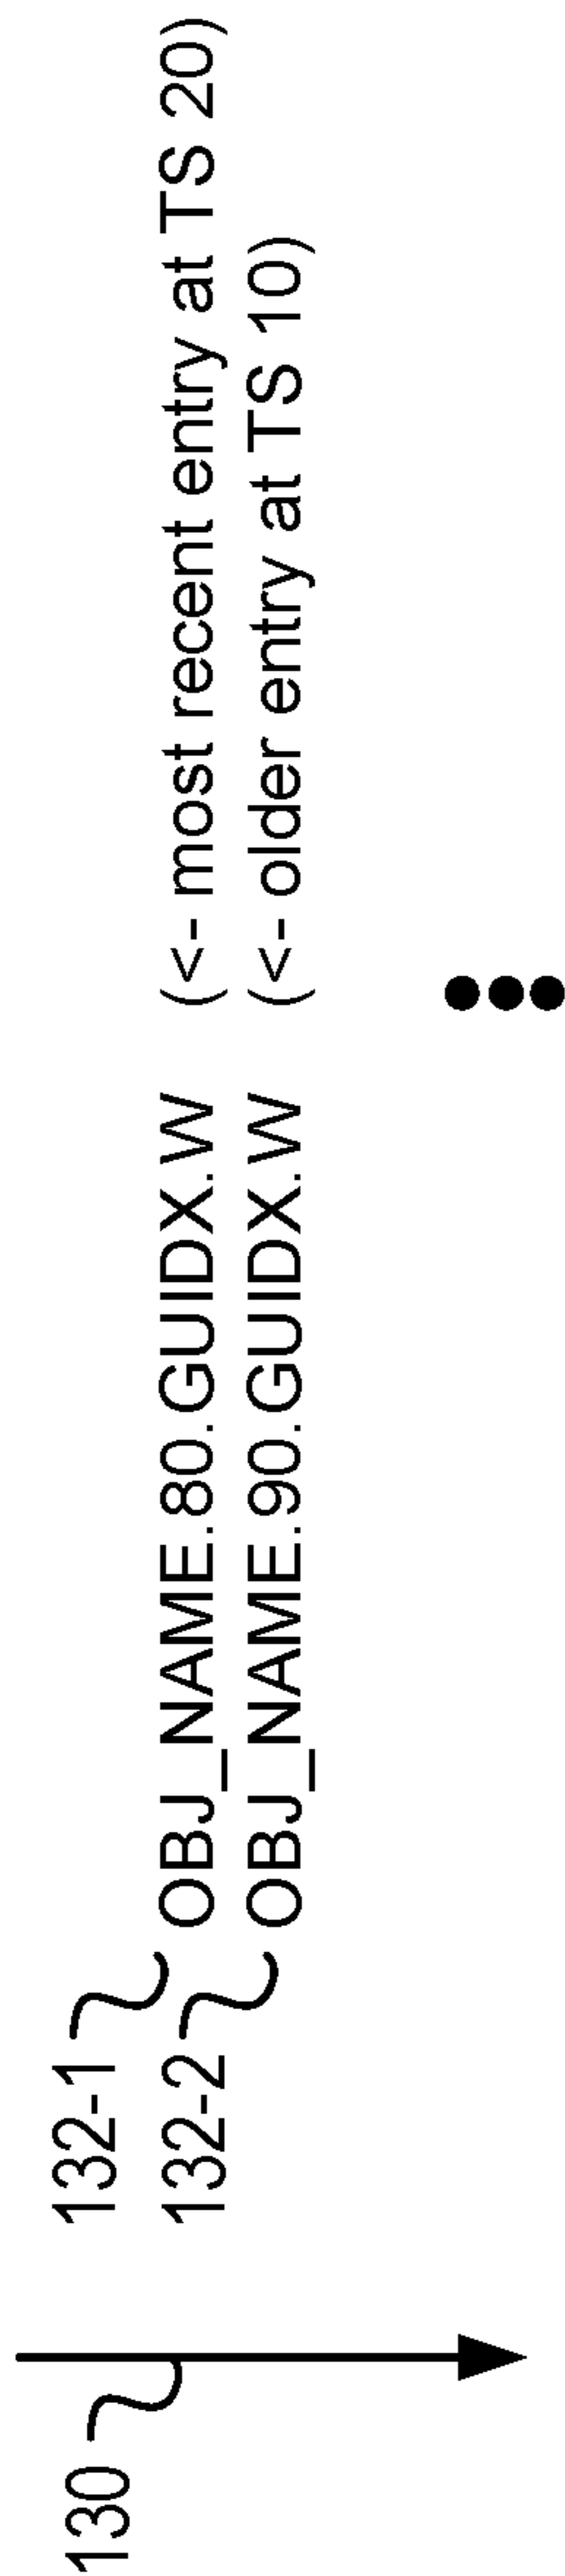 130
132-1
132-2
OBJ_NAME.80.GUIDX.W (<- most recent entry at TS 20)
OBJ_NAME.90.GUIDX.W (<- older entry at TS 10)